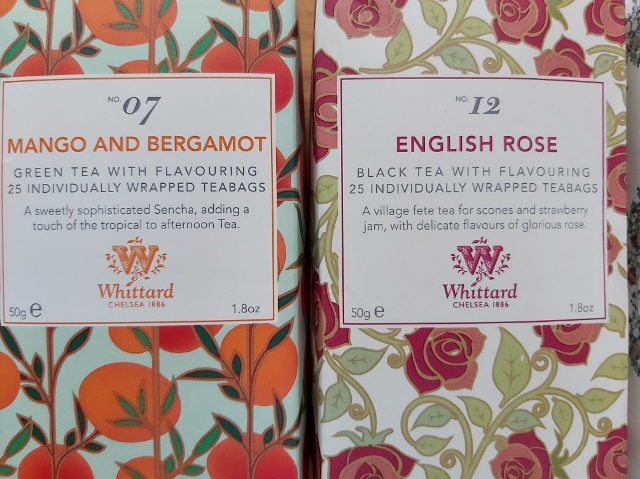 NO. 07
MANGO AND BERGAMOT
GREEN TEA WITH FLAVOURING
25 INDIVIDUALLY WRAPPED TEABAGS
A sweetly sophisticated Sencha, adding a
touch of the tropical to afternoon Tea.
W
Whittard
CHELSEA 1886
50g e 1.8oz
NO. 12
ENGLISH ROSE
BLACK TEA WITH FLAVOURING
25 INDIVIDUALLY WRAPPED TEABAGS
A village fete tea for scones and strawberry
jam, with delicate flavours of glorious rose.
W
Whittard
CHELSEA 1886
50g e 1.8oz